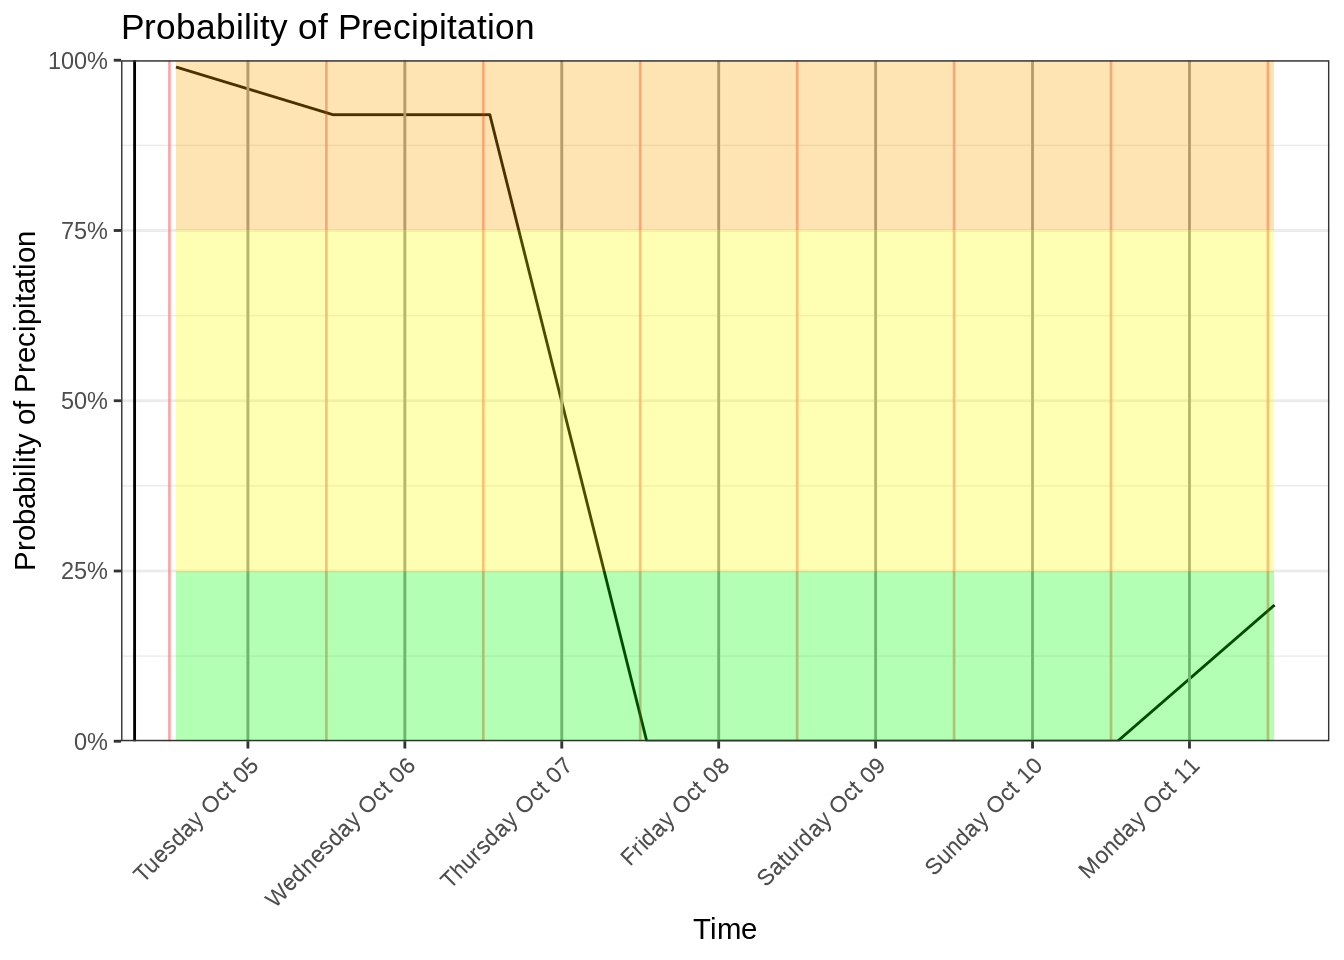 Probability of Precipitation
Probability of Precipitation
100%
75%
50%
25%
0%
Tuesday Oct 05
Wednesday Oct 06
Thursday Oct 07
Friday Oct 08
Saturday Oct 09
Sunday Oct 10
Monday Oct 11
Time